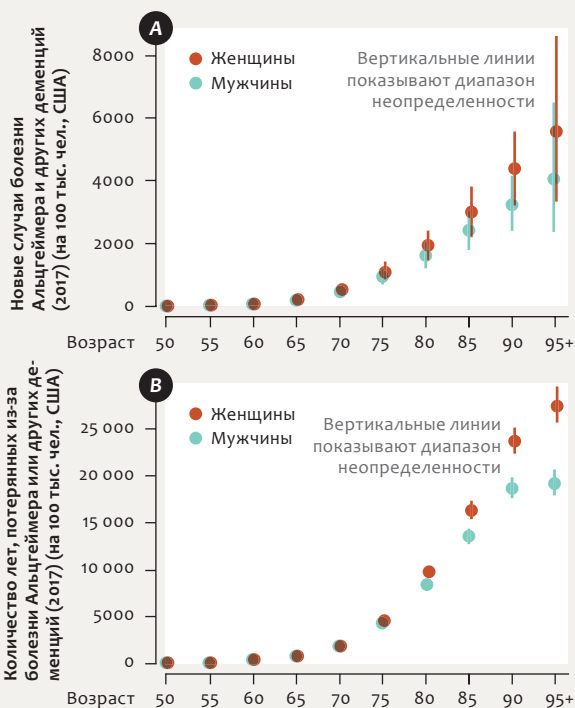 A
Новые случаи болезни
Альцгеймера и других деменций
(2017) (на 100 тыс. чел., США)
8000
6000
4000
2000
0
Женщины
Мужчины
Вертикальные линии
показывают диапазон
неопределенности
Возраст 50 55 60 65 70 75 80 85 90 95+
B
Количество лет, потерянных из-за
болезни Альцгеймера или других де-
менций (2017) (на 100 тыс. чел., США)
25 000
20 000
15 000
10 000
5000
0
Женщины
Мужчины
Вертикальные линии
показывают диапазон
неопределенности
Возраст 50 55 60 65 70 75 80 85 90 95+